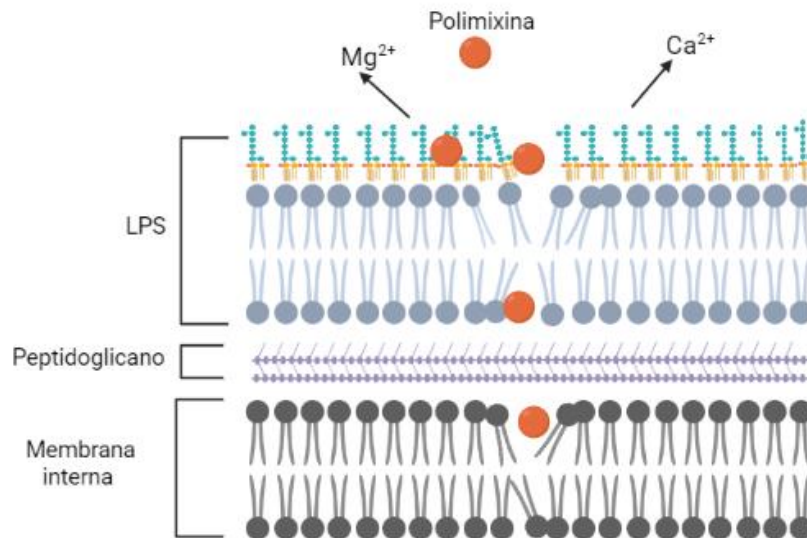 Polimixina
Mg²⁺
Ca²⁺
LPS
Peptidoglicano
Membrana
interna